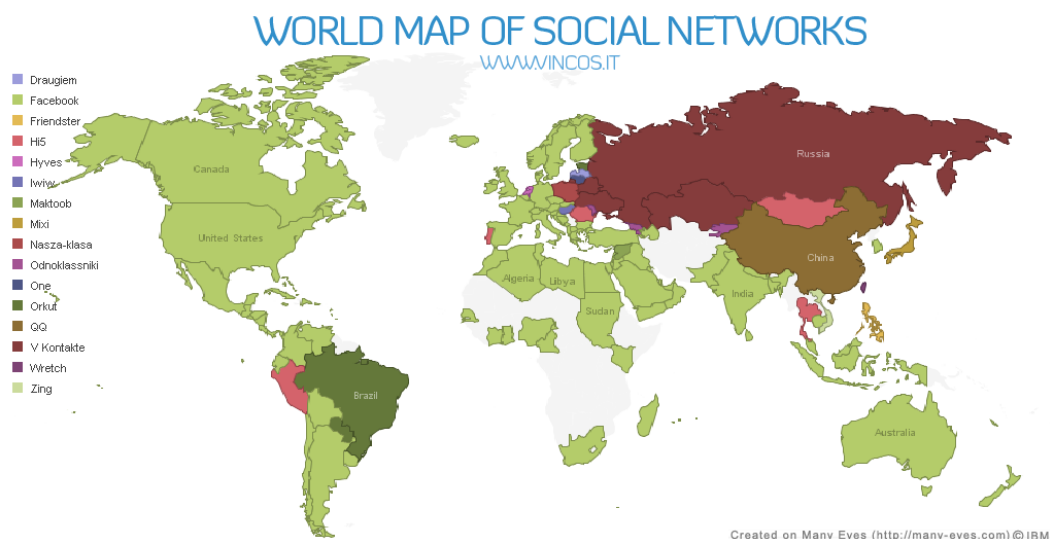 WORLD MAP OF SOCIAL NETWORKS
WWW.VINCOS.IT
Draugiem
Facebook
Friendster
Hi5
Hyves
Iwiw
Maktoob
Mixi
Nasza-klasa
Odnoklassniki
One
Orkut
QQ
V Kontakte
Wretch
Zing
Canada
United States
Brazil
Algeria
Libya
Sudan
Russia
China
India
Australia
Created on Many Eyes (http://many-eyes.com) © IBM